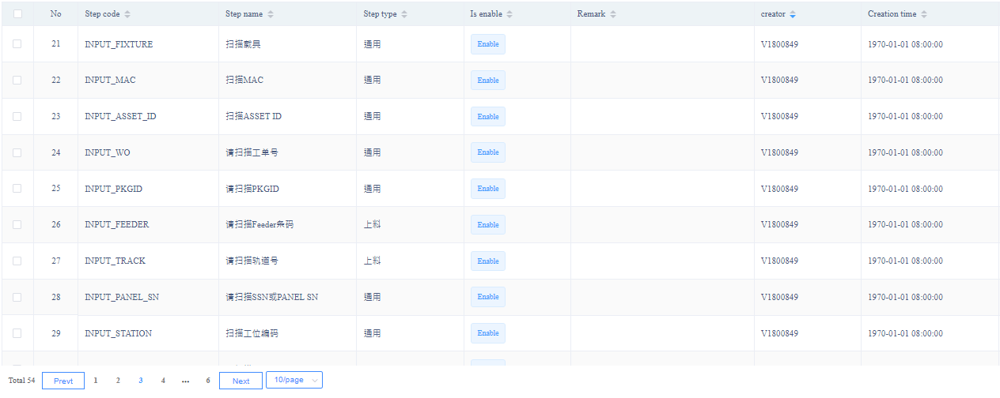 No Step code Step name Step type Is enable Remark creator Creation time
21 INPUT_FIXTURE 扫描载具 通用 Enable V1800849 1970-01-01 08:00:00
22 INPUT_MAC 扫描MAC 通用 Enable V1800849 1970-01-01 08:00:00
23 INPUT_ASSET_ID 扫描ASSET ID 通用 Enable V1800849 1970-01-01 08:00:00
24 INPUT_WO 请扫描工单号 通用 Enable V1800849 1970-01-01 08:00:00
25 INPUT_PKGID 请扫描PKGID 通用 Enable V1800849 1970-01-01 08:00:00
26 INPUT_FEEDER 请扫描Feeder条码 上料 Enable V1800849 1970-01-01 08:00:00
27 INPUT_TRACK 请扫描轨道号 上料 Enable V1800849 1970-01-01 08:00:00
28 INPUT_PANEL_SN 请扫描SSN或PANEL SN 通用 Enable V1800849 1970-01-01 08:00:00
29 INPUT_STATION 扫描工位编码 通用 Enable V1800849 1970-01-01 08:00:00
Total 54 Prevt 1 2 3 4 ... 6 Next 10/page